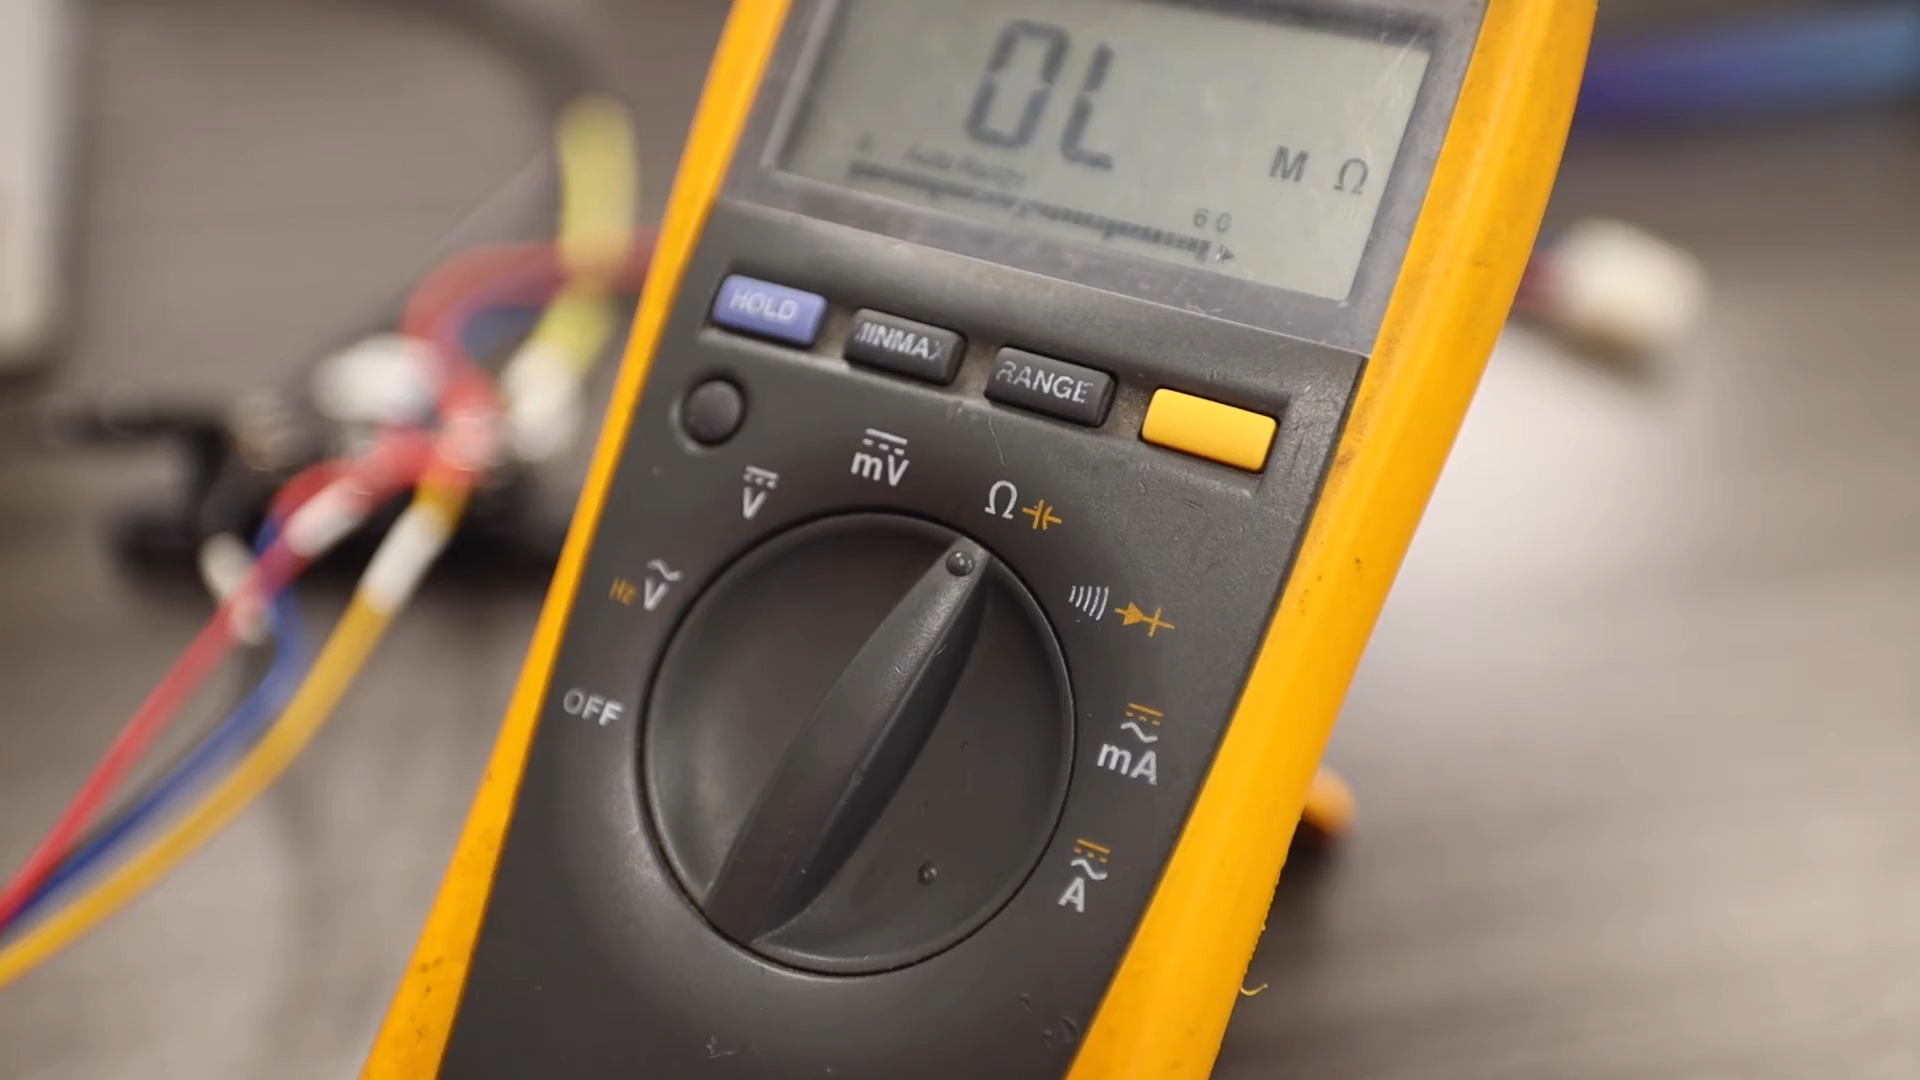 OL
M Ω
Auto Range
60
HOLD
MINMAX
RANGE
mV
V
Ω
Hz V
OFF
mA
A